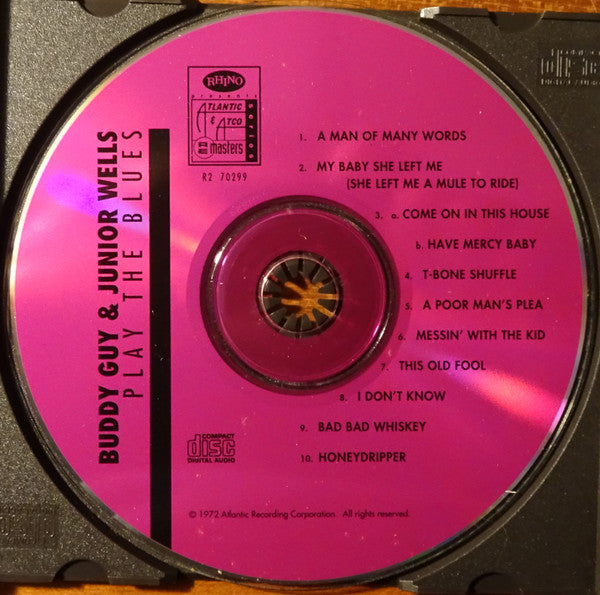 RHINO
presents
ATLANTIC
& ATCO
masters
series
R2 70299
BUDDY GUY & JUNIOR WELLS
PLAY THE BLUES
1. A MAN OF MANY WORDS
2. MY BABY SHE LEFT ME
(SHE LEFT ME A MULE TO RIDE)
3. a. COME ON IN THIS HOUSE
b. HAVE MERCY BABY
4. T-BONE SHUFFLE
5. A POOR MAN'S PLEA
6. MESSIN' WITH THE KID
7. THIS OLD FOOL
8. I DON'T KNOW
9. BAD BAD WHISKEY
10. HONEYDRIPPER
COMPACT
disc
DIGITAL AUDIO
© 1972 Atlantic Recording Corporation. All rights reserved.